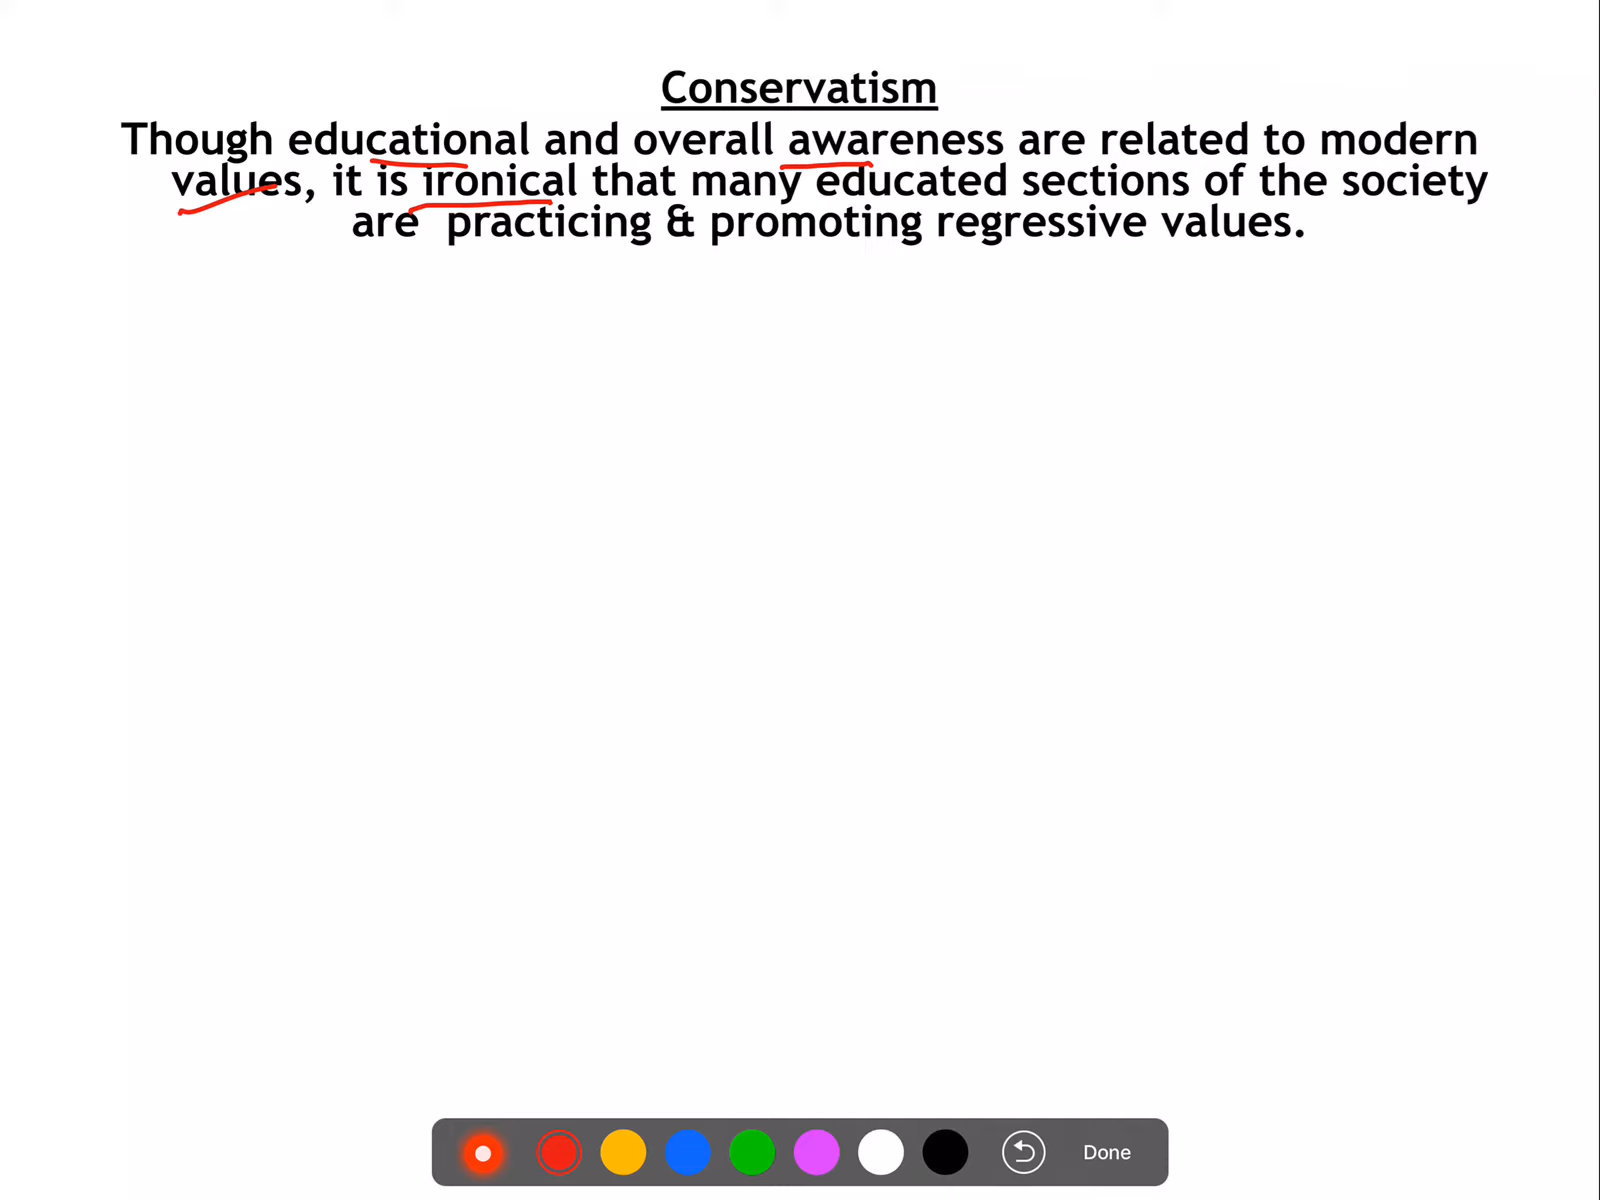 Conservatism
Though educational and overall awareness are related to modern
values, it is ironical that many educated sections of the society
are practicing & promoting regressive values.
Done